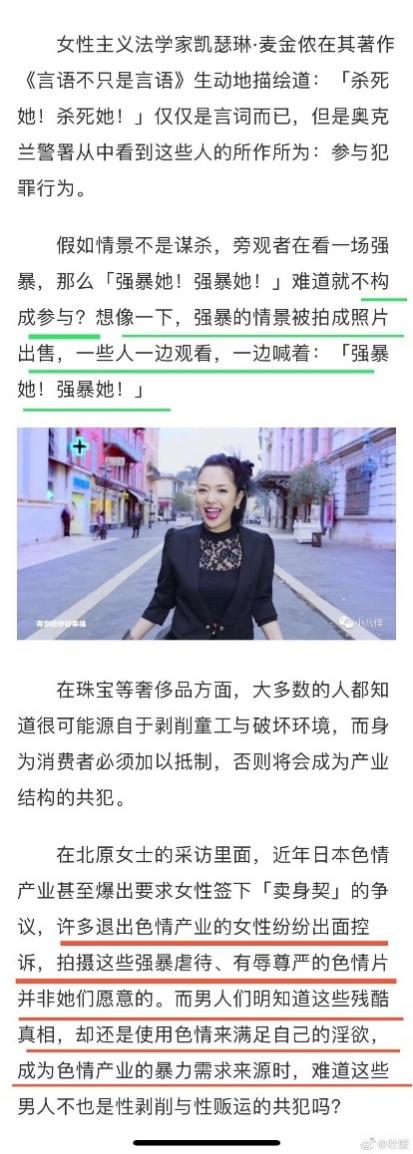 女性主义法学家凯瑟琳·麦金侬在其著作
《言语不只是言语》生动地描绘道：「杀死
她！杀死她！」仅仅是言词而已，但是奥克
兰警署从中看到这些人的所作所为：参与犯
罪行为。
假如情景不是谋杀，旁观者在看一场强
暴，那么「强暴她！强暴她！」难道就不构
成参与？想像一下，强暴的情景被拍成照片
出售，一些人一边观看，一边喊着：「强暴
她！强暴她！」
小八怪
在珠宝等奢侈品方面，大多数的人都知
道很可能源自于剥削童工与破坏环境，而身
为消费者必须加以抵制，否则将会成为产业
结构的共犯。
在北原女士的采访里面，近年日本色情
产业甚至爆出要求女性签下「卖身契」的争
议，许多退出色情产业的女性纷纷出面控
诉，拍摄这些强暴虐待、有辱尊严的色情片
并非她们愿意的。而男人们明知道这些残酷
真相，却还是使用色情来满足自己的淫欲，
成为色情产业的暴力需求来源时，难道这些
男人不也是性剥削与性贩运的共犯吗？